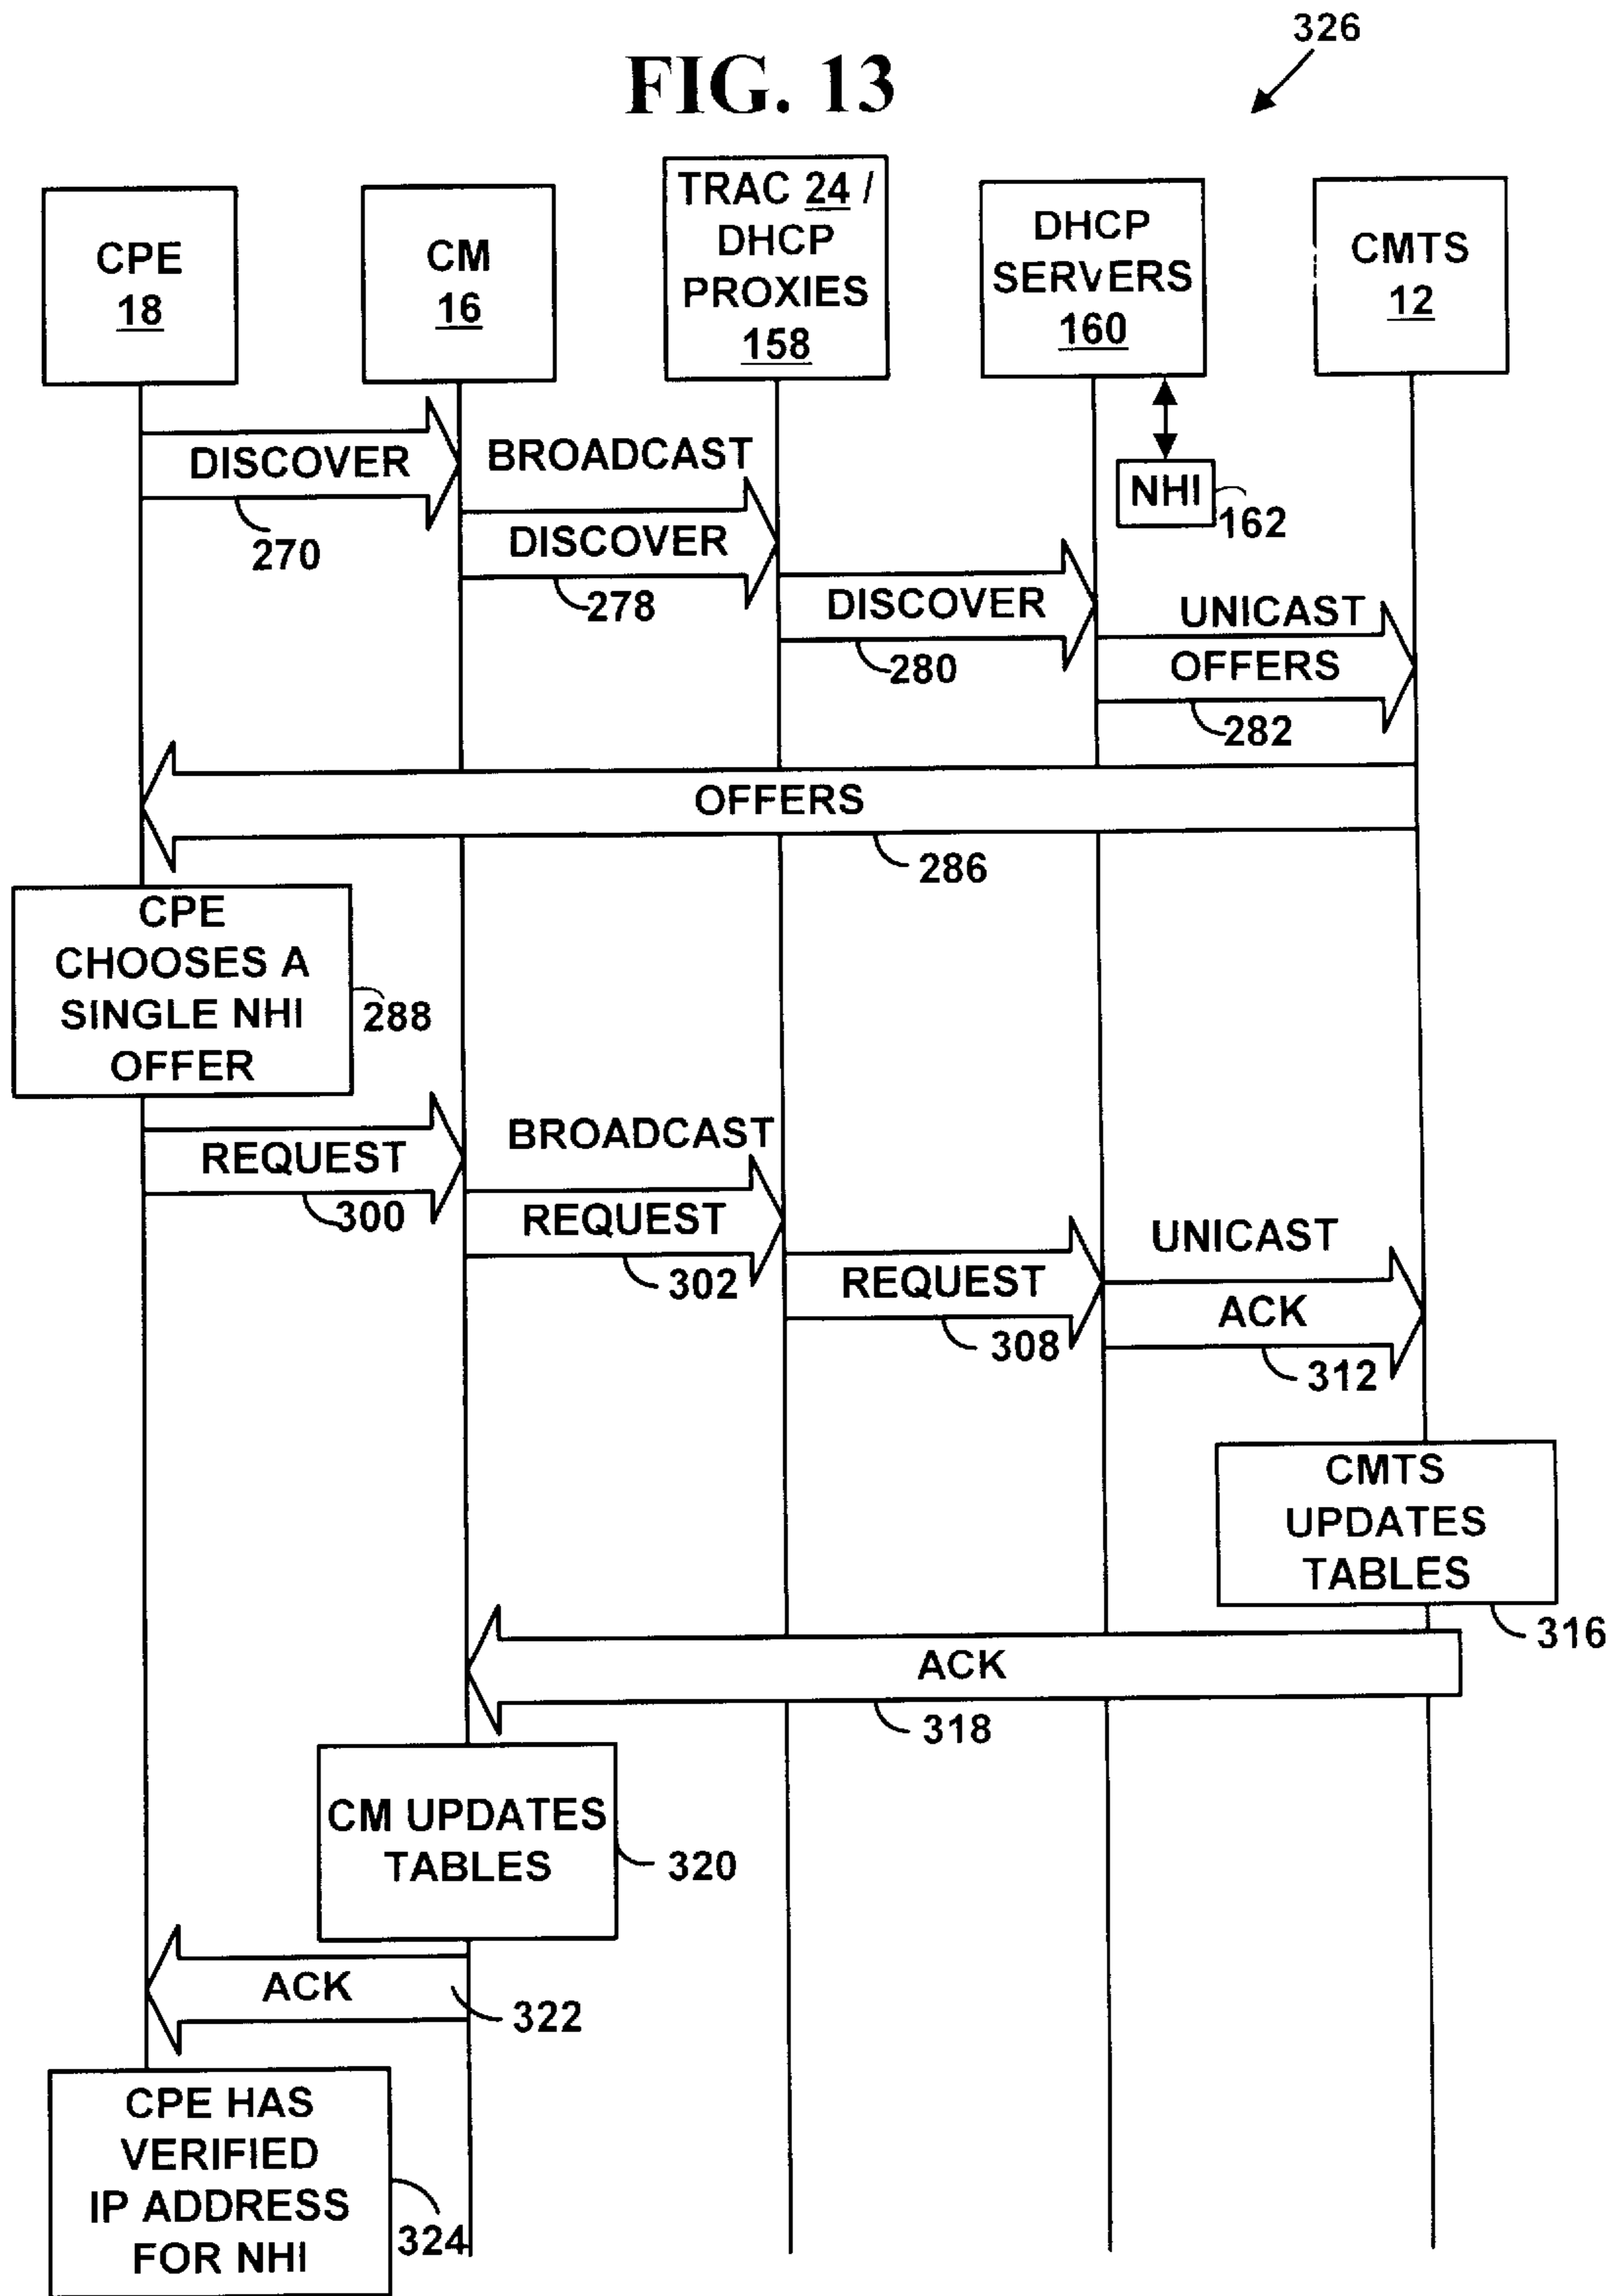 326
FIG. 13
CPE
18
CM
16
TRAC 24 /
DHCP
PROXIES
158
DHCP
SERVERS
160
CMTS
12
DISCOVER
270
BROADCAST
DISCOVER
278
NHI
162
DISCOVER
280
UNICAST
OFFERS
282
OFFERS
286
CPE
CHOOSES A
SINGLE NHI
OFFER
288
REQUEST
300
BROADCAST
REQUEST
302
REQUEST
308
UNICAST
ACK
312
CMTS
UPDATES
TABLES
316
ACK
318
CM UPDATES
TABLES
320
ACK
322
CPE HAS
VERIFIED
IP ADDRESS
FOR NHI
324